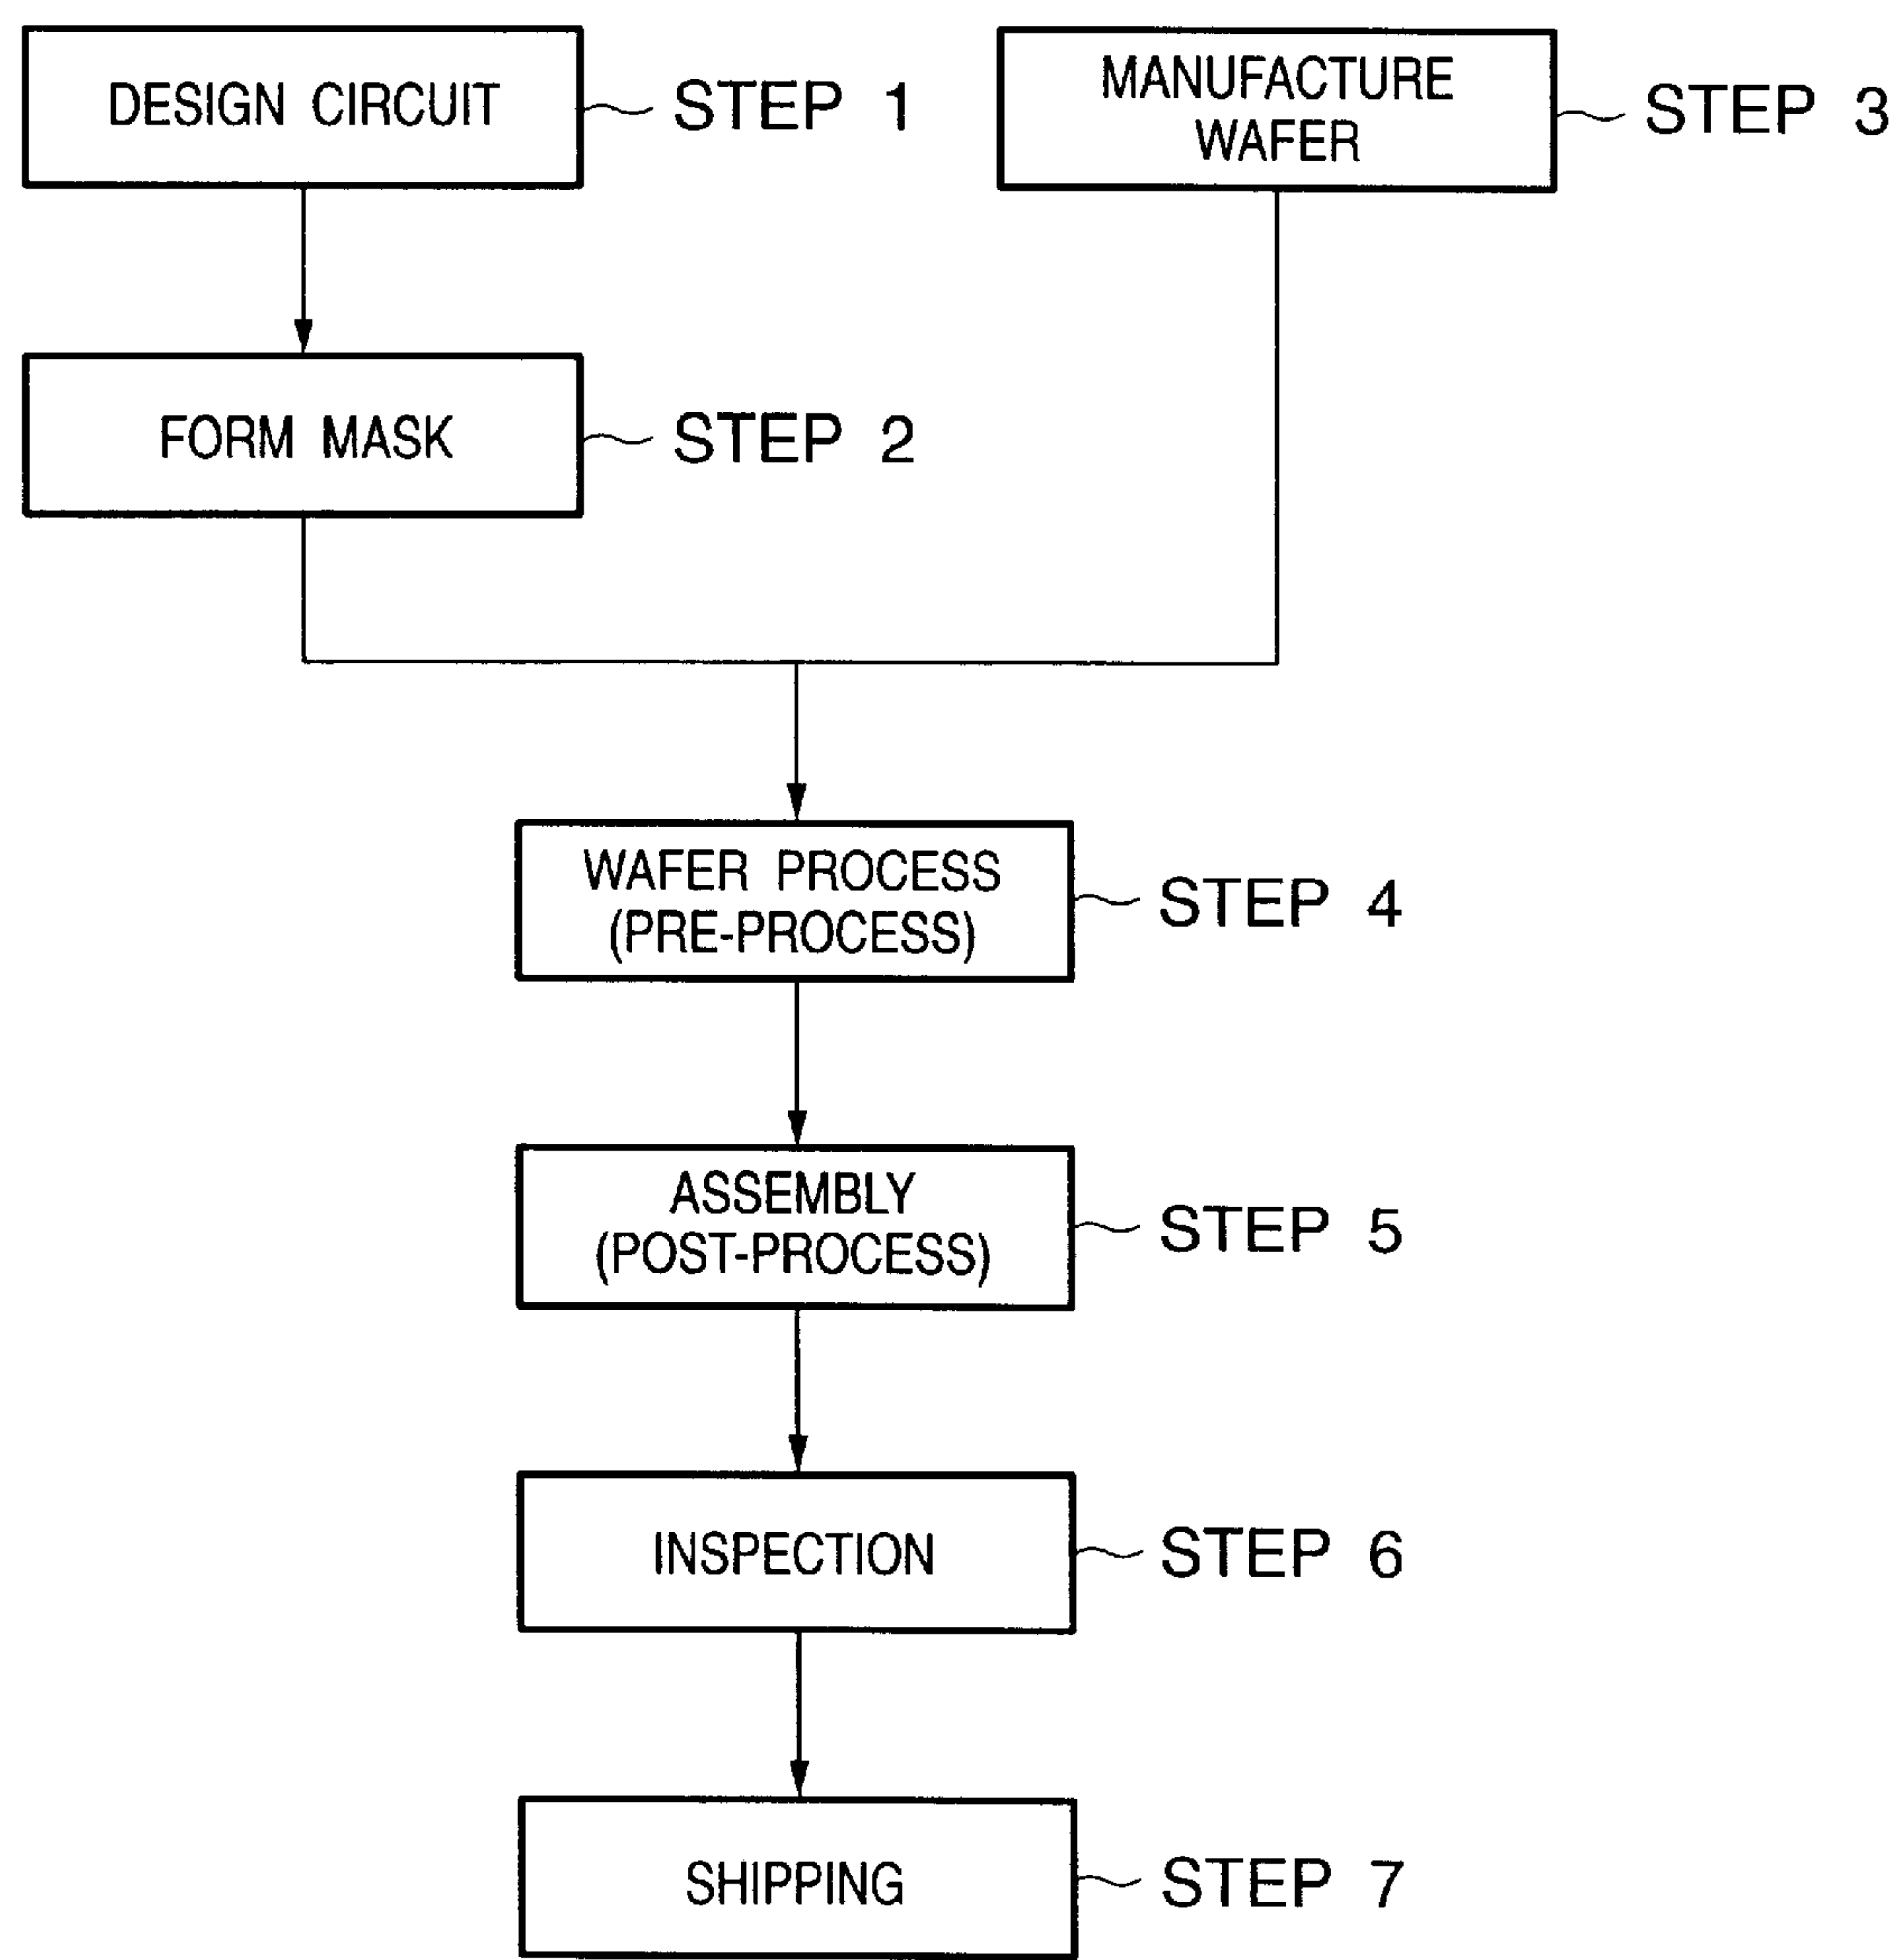 DESIGN CIRCUIT
STEP 1
MANUFACTURE
WAFER
STEP 3
FORM MASK
STEP 2
WAFER PROCESS
(PRE-PROCESS)
STEP 4
ASSEMBLY
(POST-PROCESS)
STEP 5
INSPECTION
STEP 6
SHIPPING
STEP 7